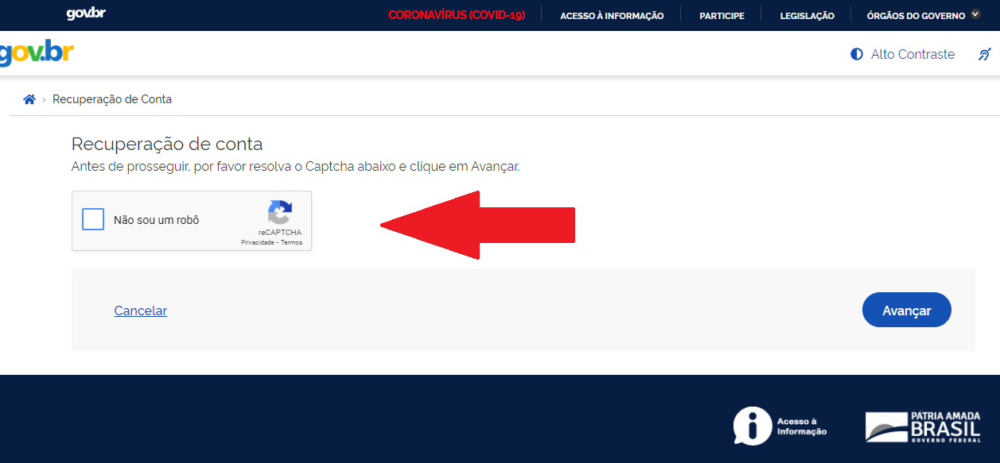 gov.br
CORONAVÍRUS (COVID-19)
ACESSO À INFORMAÇÃO
PARTICIPE
LEGISLAÇÃO
ÓRGÃOS DO GOVERNO
gov.br
Alto Contraste
Recuperação de Conta
Recuperação de conta
Antes de prosseguir, por favor resolva o Captcha abaixo e clique em Avançar.
Não sou um robô
reCAPTCHA
Privacidade - Termos
Cancelar
Avançar
Acesso à
Informação
PÁTRIA AMADA
BRASIL
GOVERNO FEDERAL